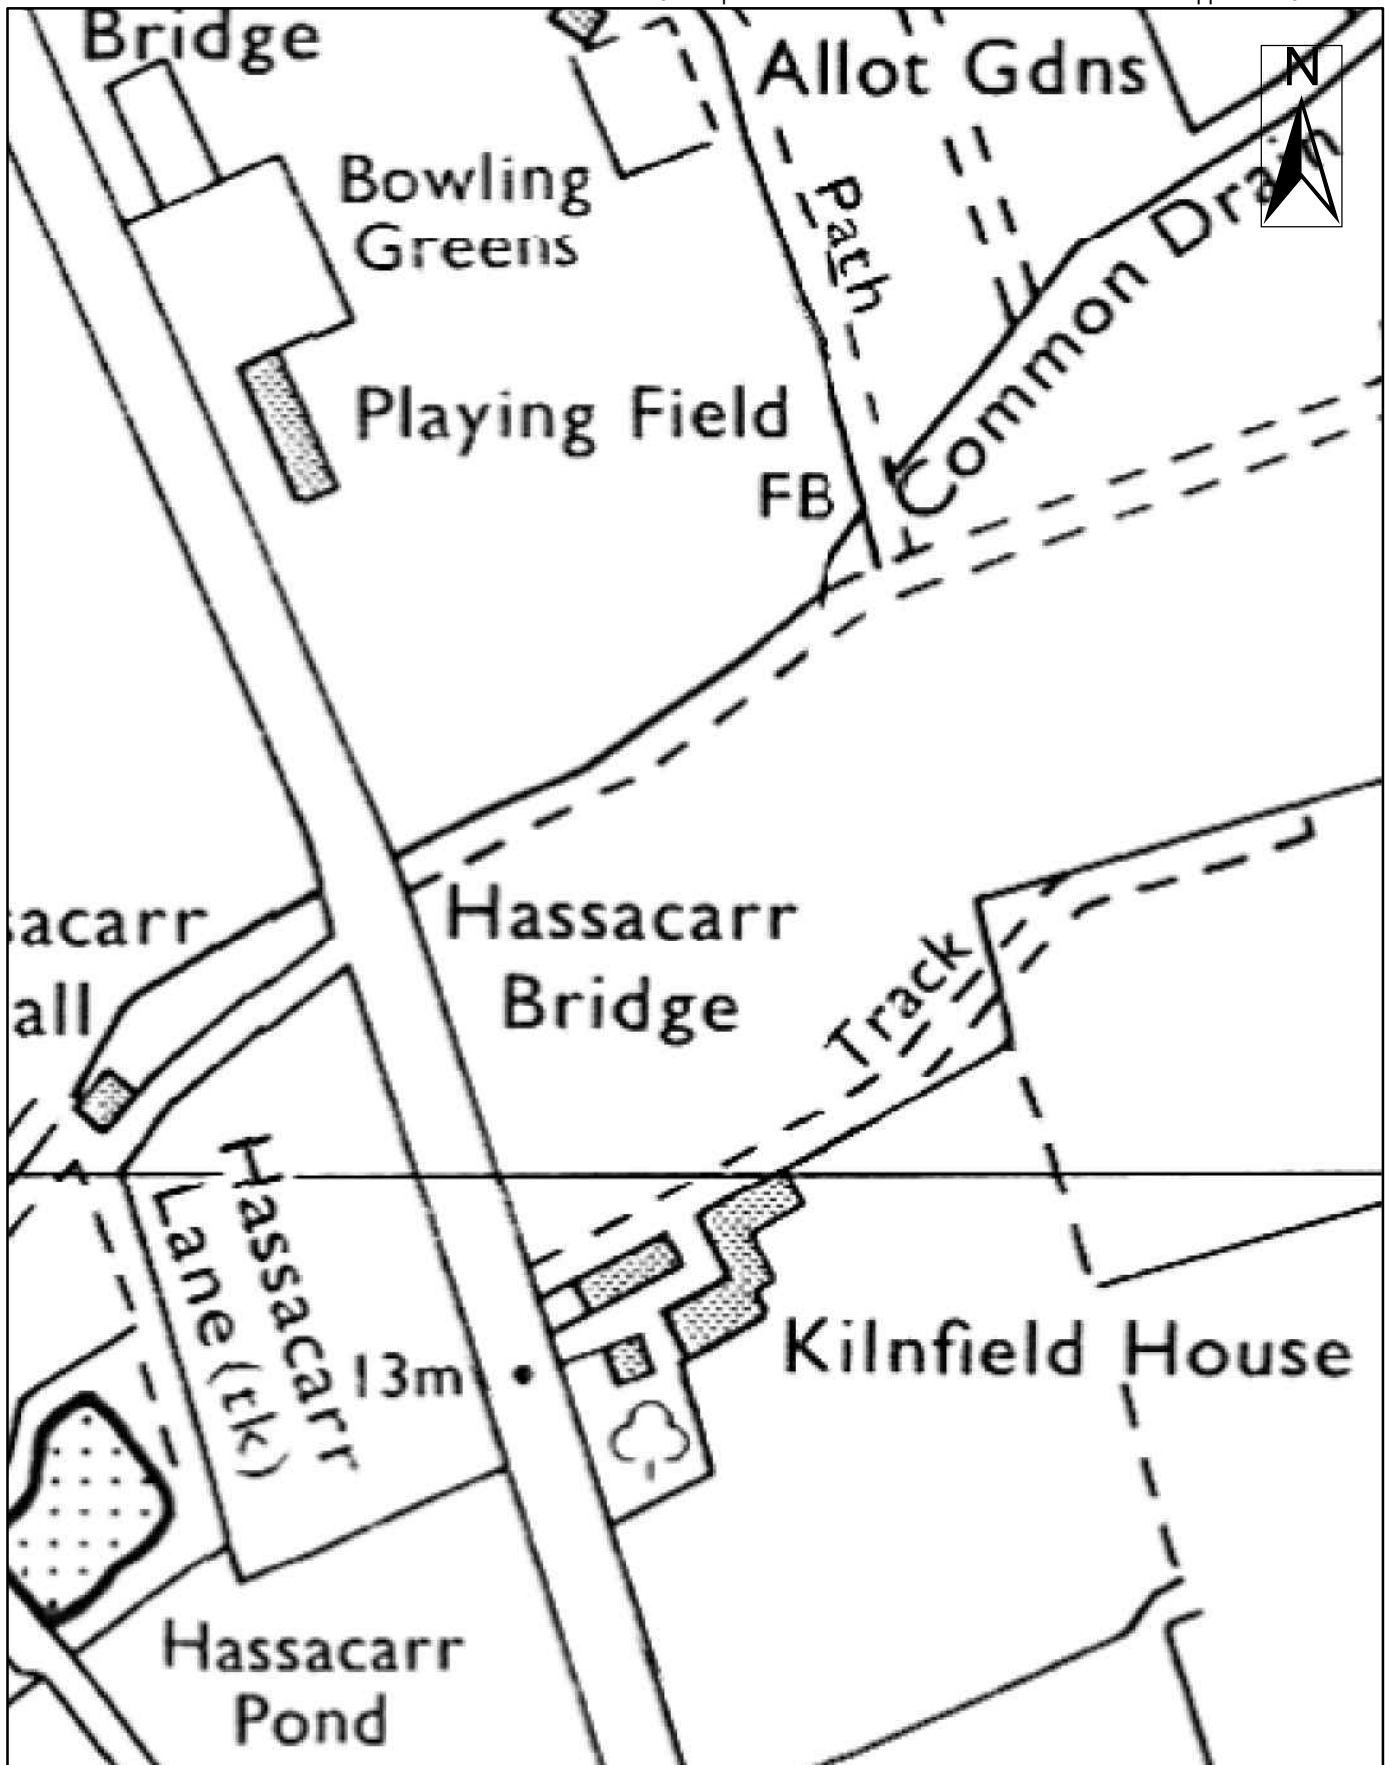 Bridge
Allot Gdns
N
Bowling
Greens
Path
Common Drain
Playing Field
FB
sacarr
all
Hassacarr
Bridge
Track
Hassacarr
Lane (tk)
13m
Kilnfield House
Hassacarr
Pond